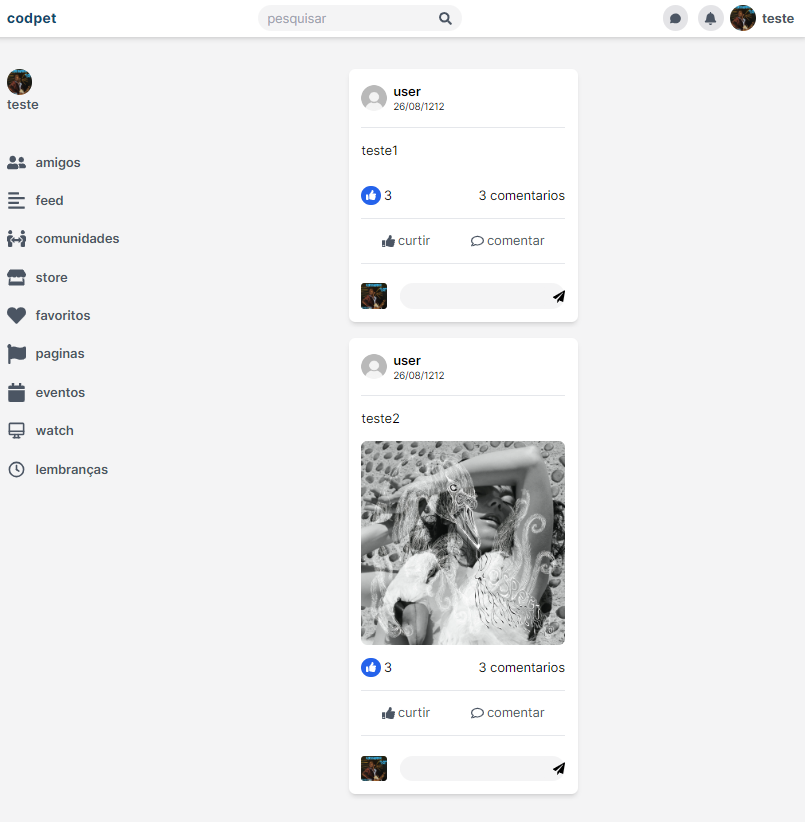 codpet
pesquisar
teste
teste
amigos
feed
comunidades
store
favoritos
paginas
eventos
watch
lembranças
user
26/08/1212
teste1
3
3 comentarios
curtir
comentar
user
26/08/1212
teste2
3
3 comentarios
curtir
comentar